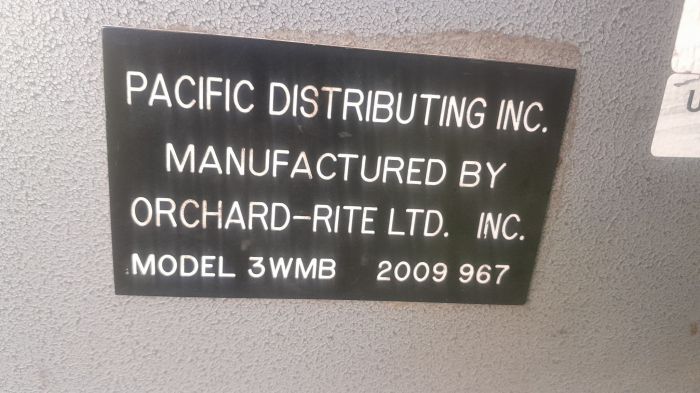 PACIFIC DISTRIBUTING INC.
MANUFACTURED BY
ORCHARD-RITE LTD. INC.
MODEL 3WMB 2009 967